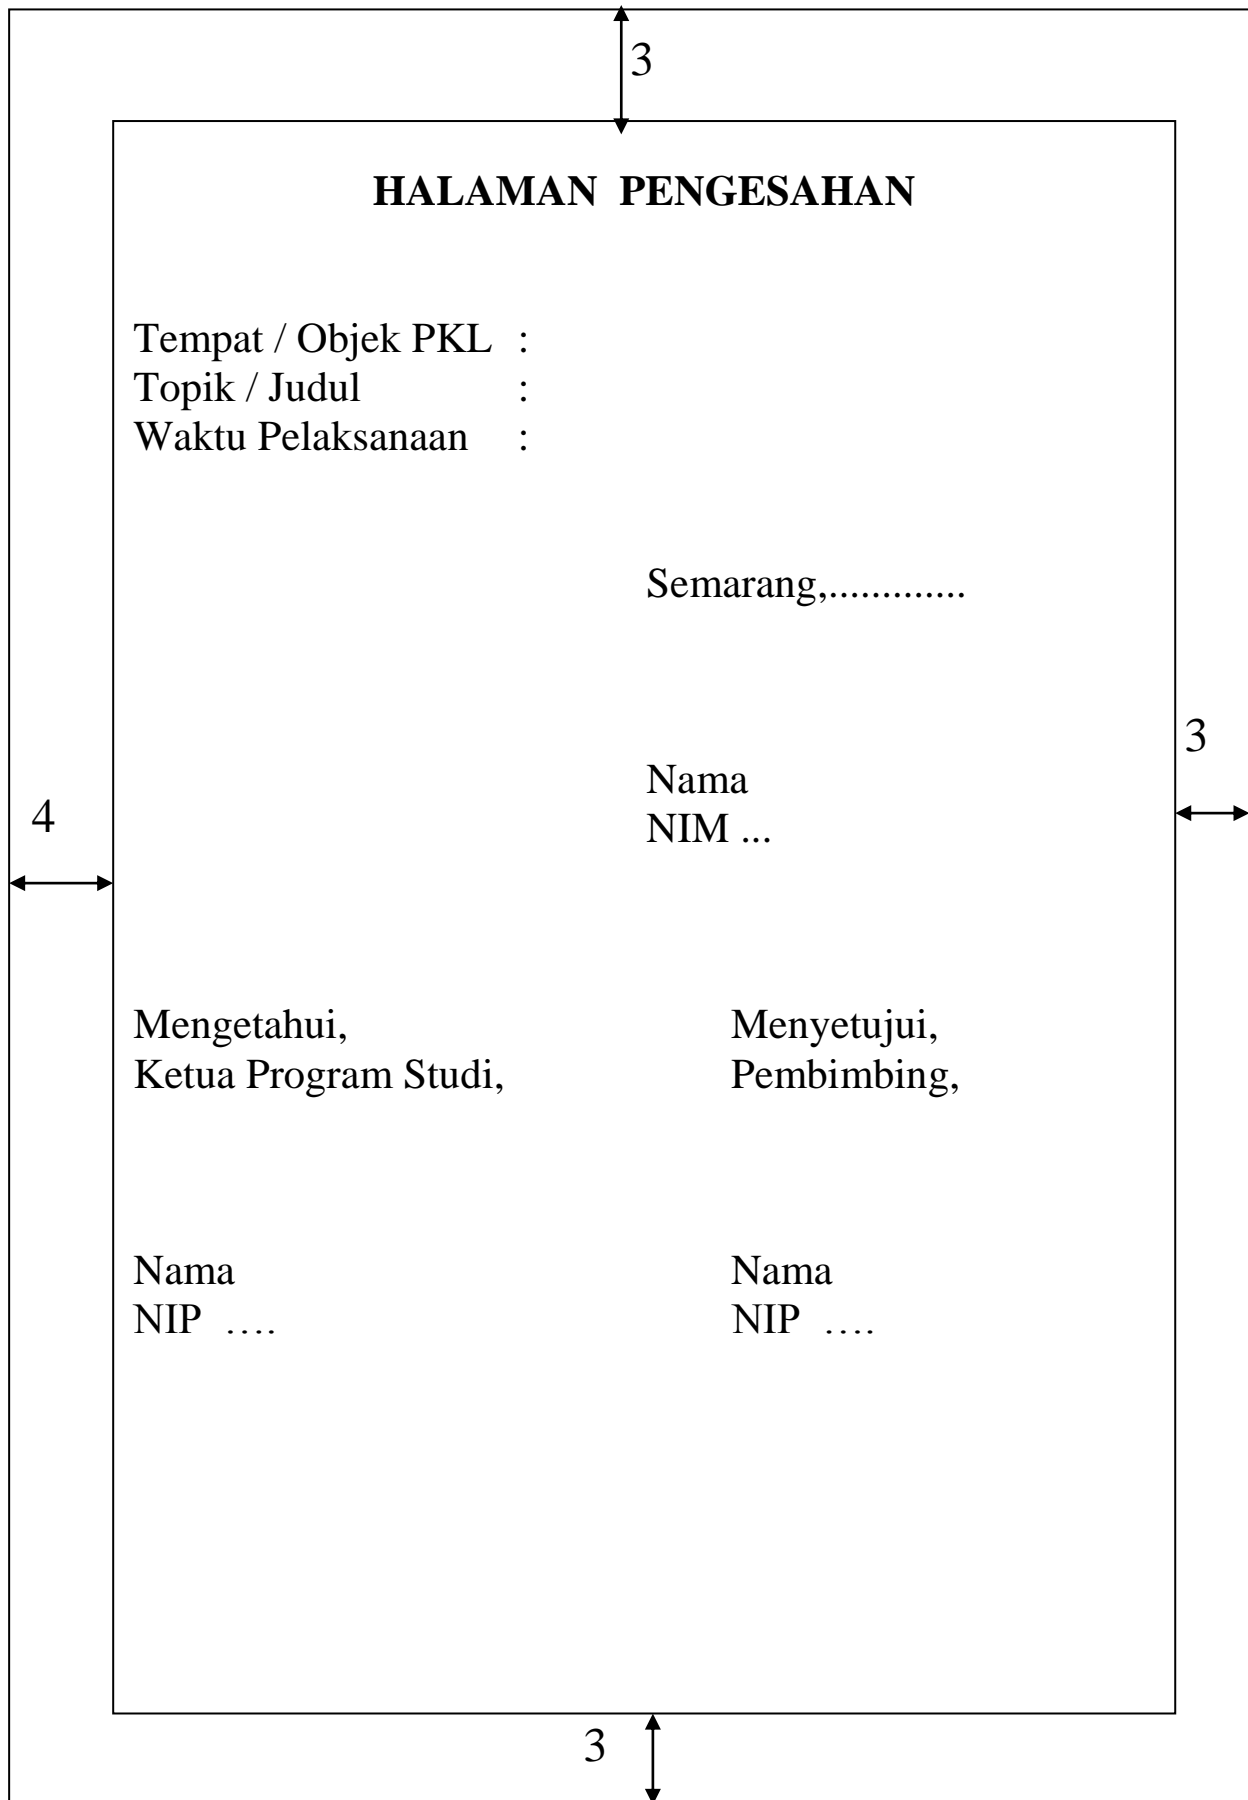 3
HALAMAN PENGESAHAN
Tempat / Objek PKL :
Topik / Judul :
Waktu Pelaksanaan :
Semarang,.............
3
Nama
4
NIM ...
Mengetahui, Menyetujui,
Ketua Program Studi, Pembimbing,
Nama Nama
NIP …. NIP ….
3